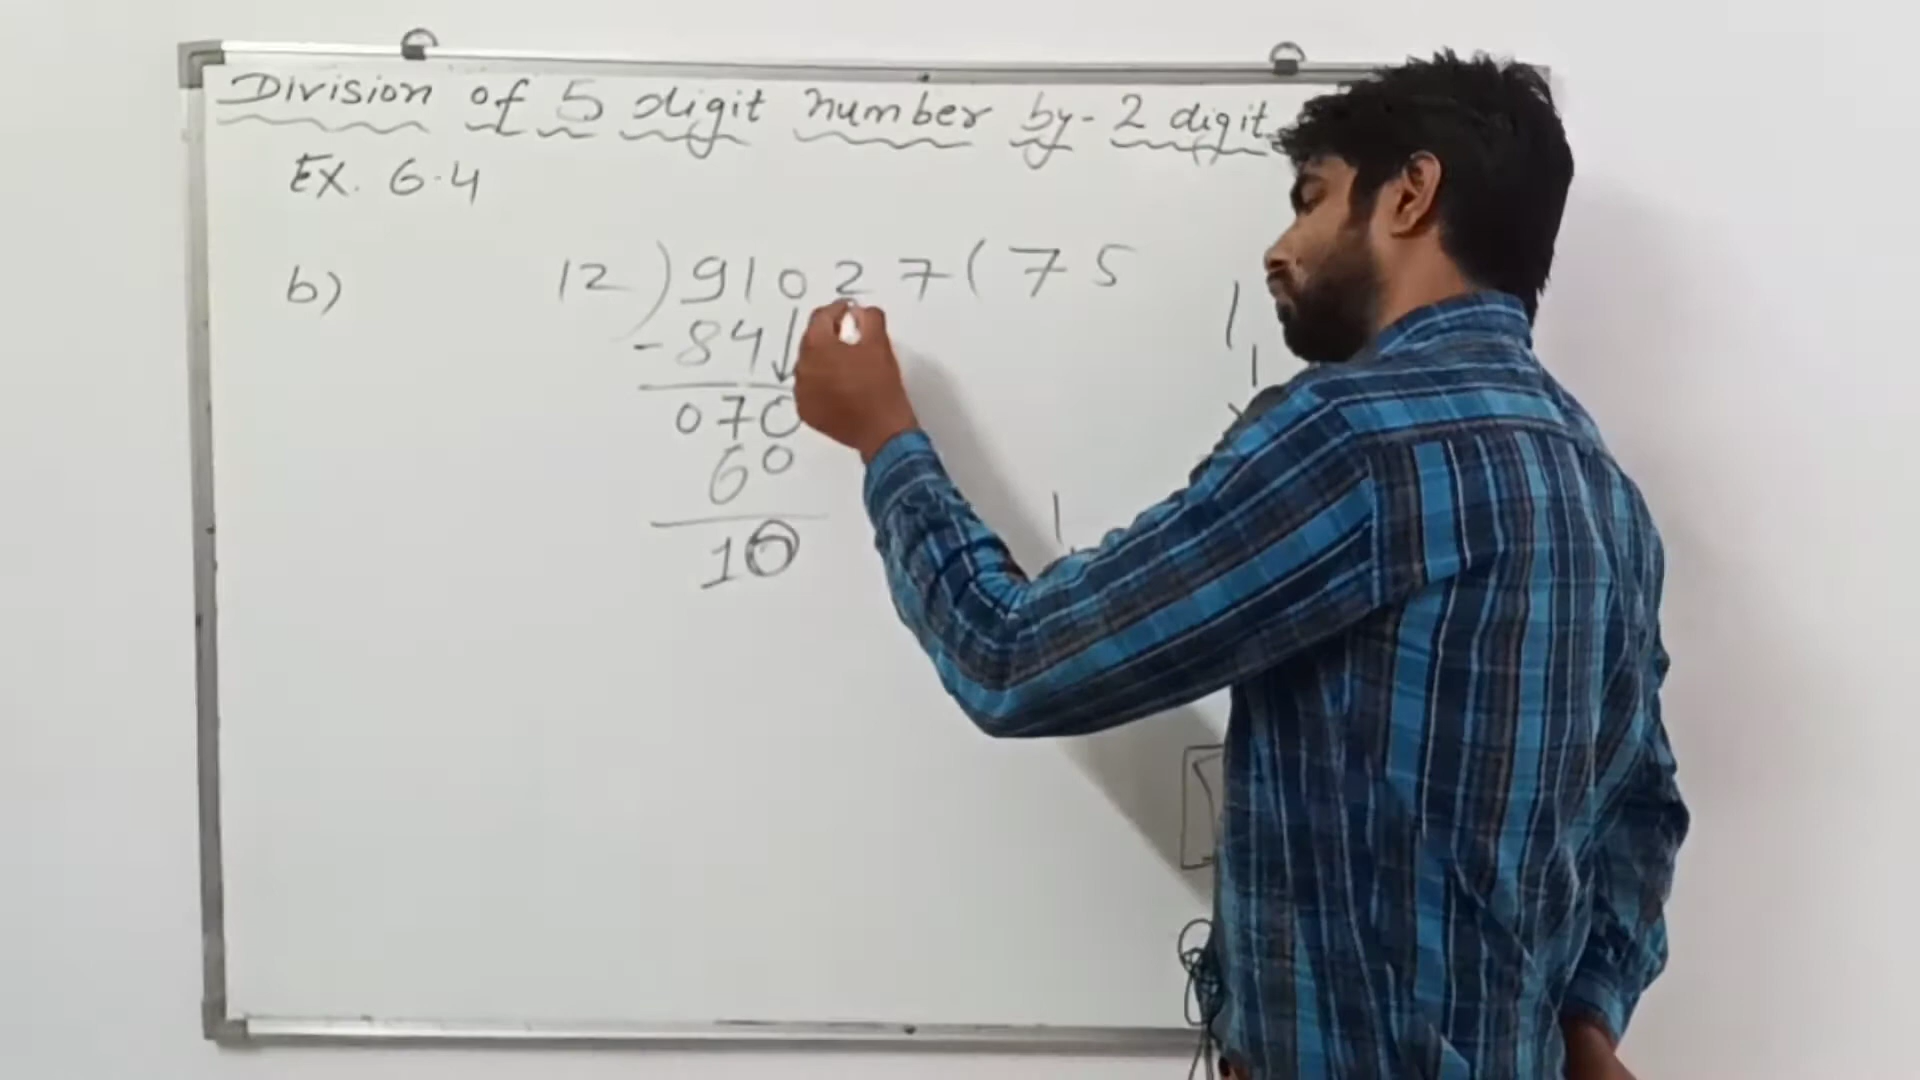 Division of 5 digit number by - 2 digit
Ex. 6.4
b) 12 ) 91027 ( 75
- 84
070
60
10